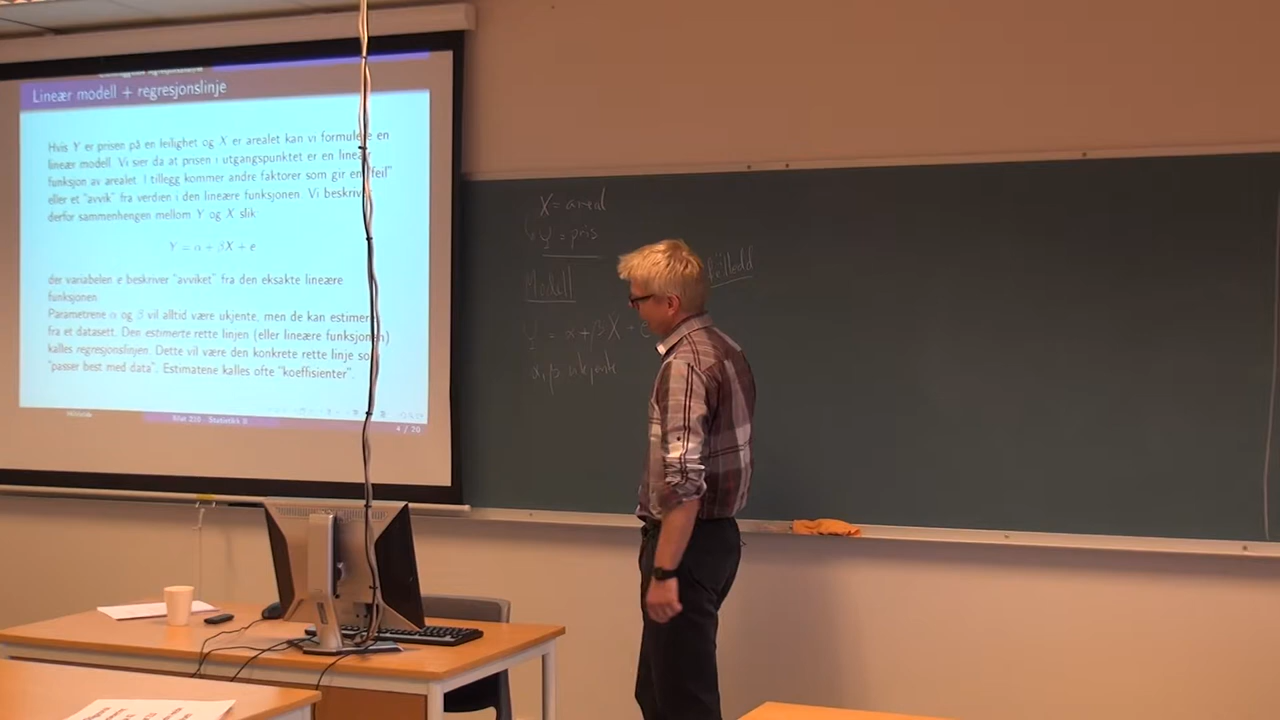 Lineær modell + regresjonslinje
Hvis Y er prisen på en leilighet og X er arealet kan vi formulere en
lineær modell. Vi sier da at prisen i utgangspunktet er en lineær
funksjon av arealet. I tillegg kommer andre faktorer som gir en "feil"
eller et "avvik" fra verdien i den lineære funksjonen. Vi beskriver
derfor sammenhengen mellom Y og X slik:
Y = α + βX + e
der variabelen e beskriver "avviket" fra den eksakte lineære
funksjonen.
Parametrene α og β vil alltid være ukjente, men de kan estimeres
fra et datasett. Den estimerte rette linjen (eller lineære funksjonen)
kalles regresjonslinjen. Dette vil være den konkrete rette linje som
"passer best med data". Estimatene kalles ofte "koeffisienter".
Statistikk II
4 / 20
X = areal
Y = pris
Modell
feilledd
Y = α + βX + e
α, β ukjente